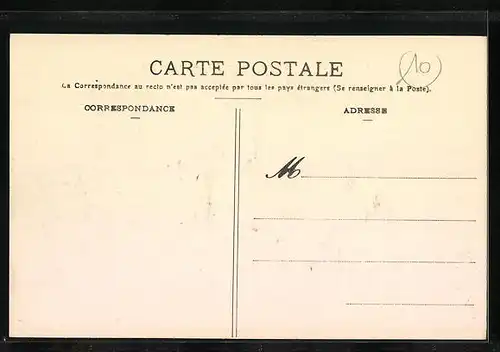 CARTE POSTALE
10
La Correspondance au recto n'est pas acceptée par tous les pays étrangers (Se renseigner à la Poste).
CORRESPONDANCE
ADRESSE
M